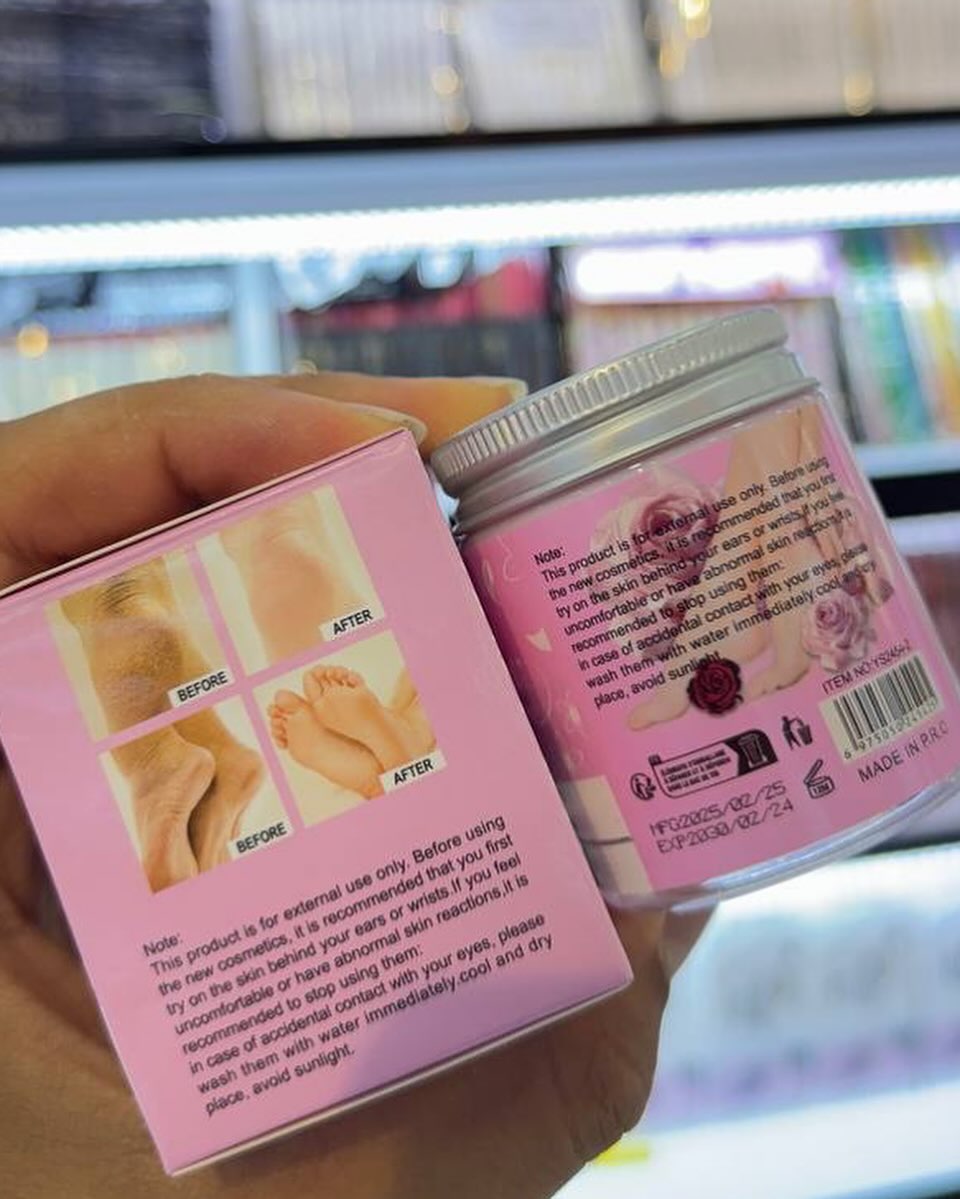 BEFORE
AFTER
BEFORE
AFTER
Note:
This product is for external use only. Before using
the new cosmetics, it is recommended that you first
try on the skin behind your ears or wrists.If you feel
uncomfortable or have abnormal skin reactions,it is
recommended to stop using them:
in case of accidental contact with your eyes, please
wash them with water immediately.cool and dry
place, avoid sunlight.
Note:
This product is for external use only. Before using
the new cosmetics, it is recommended that you first
try on the skin behind your ears or wrists.If you feel
uncomfortable or have abnormal skin reactions,it is
recommended to stop using them:
in case of accidental contact with your eyes, please
wash them with water immediately.cool and dry
place, avoid sunlight.
ITEM NO:YS245H-2
MADE IN P.R.C
12M
MFG2025/02/25
EXP2030/02/24